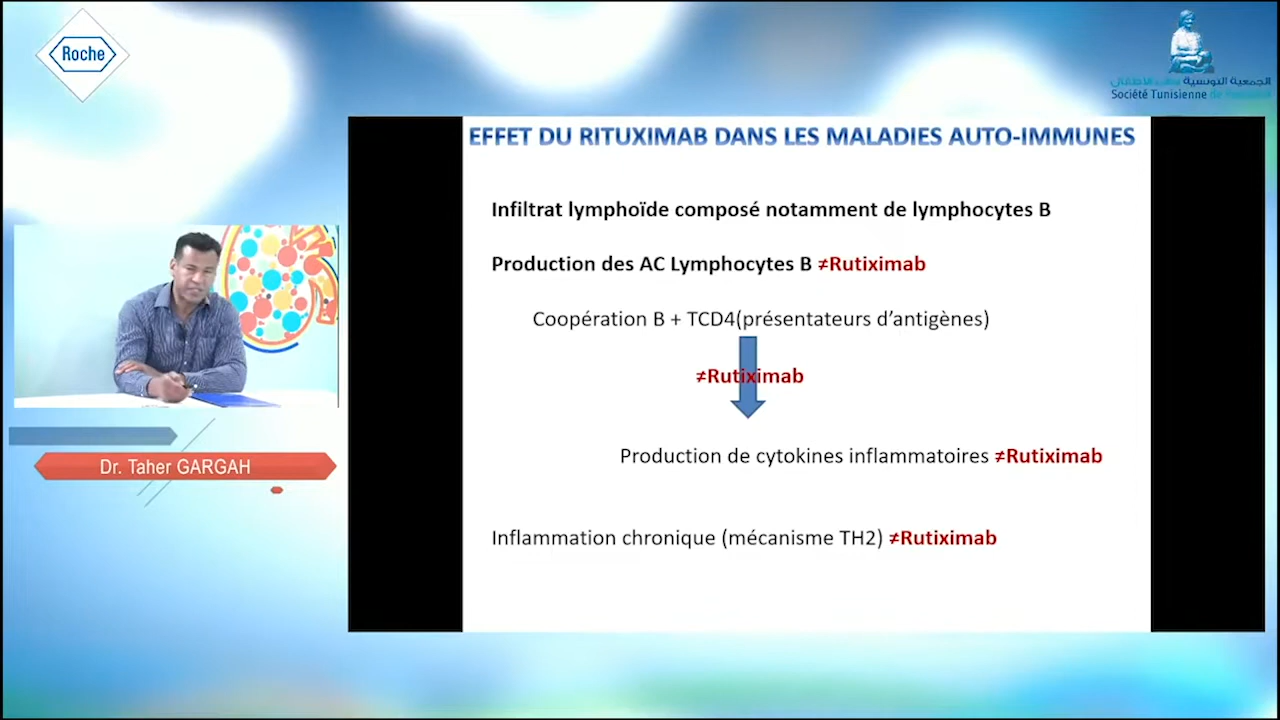 Roche
الجمعية التونسية
Société Tunisienne
EFFET DU RITUXIMAB DANS LES MALADIES AUTO-IMMUNES
Infiltrat lymphoïde composé notamment de lymphocytes B
Production des AC Lymphocytes B ≠Rutiximab
Coopération B + TCD4(présentateurs d'antigènes)
≠Rutiximab
Production de cytokines inflammatoires ≠Rutiximab
Inflammation chronique (mécanisme TH2) ≠Rutiximab
Dr. Taher GARGAH